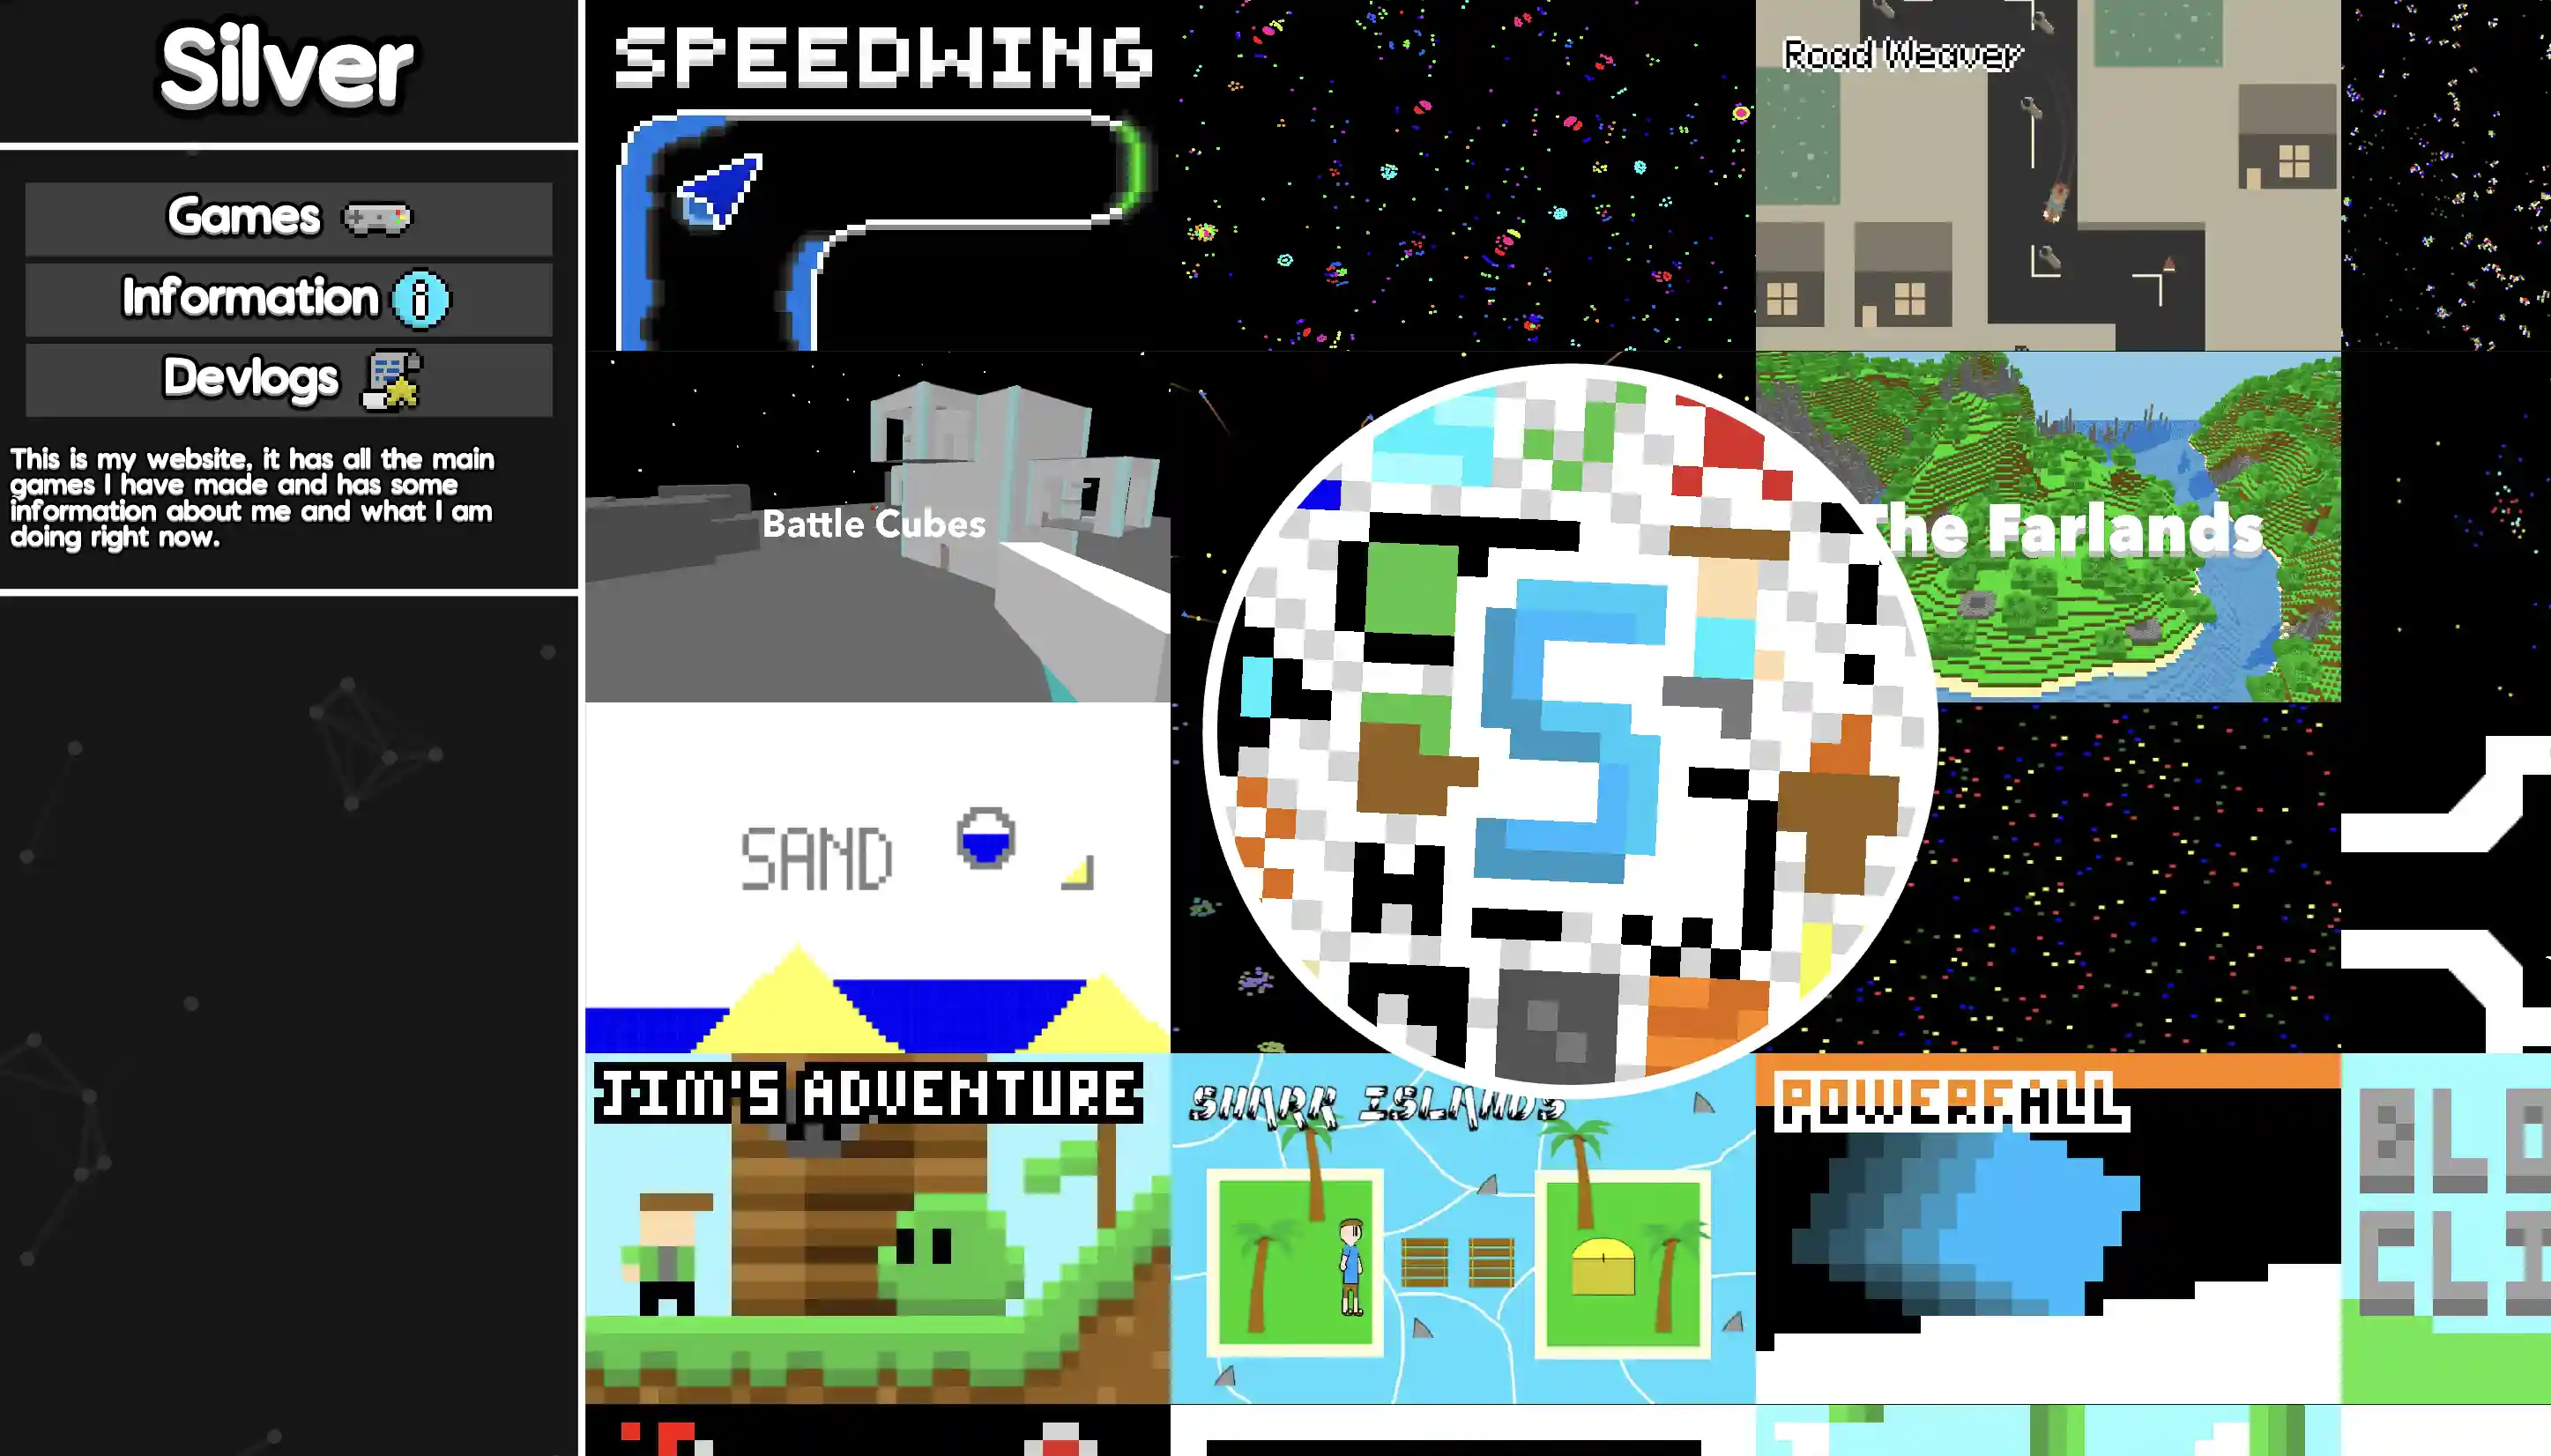 Silver
Games
Information
Devlogs
This is my website, it has all the main
games I have made and has some
information about me and what I am
doing right now.
SPEEDWING
Road Weaver
Battle Cubes
The Farlands
S
SAND
JIM'S ADVENTURE
SHARK ISLANDS
POWERFALL
BLO
CLI